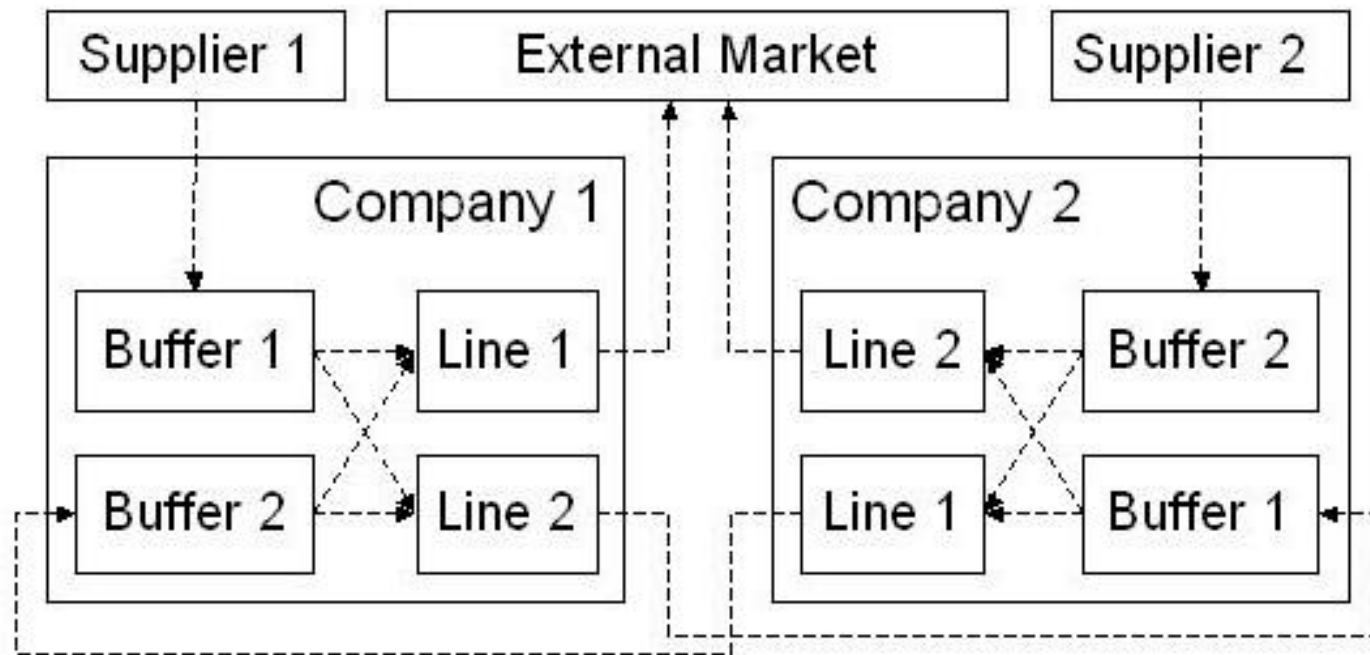 Supplier 1
External Market
Supplier 2
Company 1
Company 2
Buffer 1
Line 1
Line 2
Buffer 2
Buffer 2
Line 2
Line 1
Buffer 1